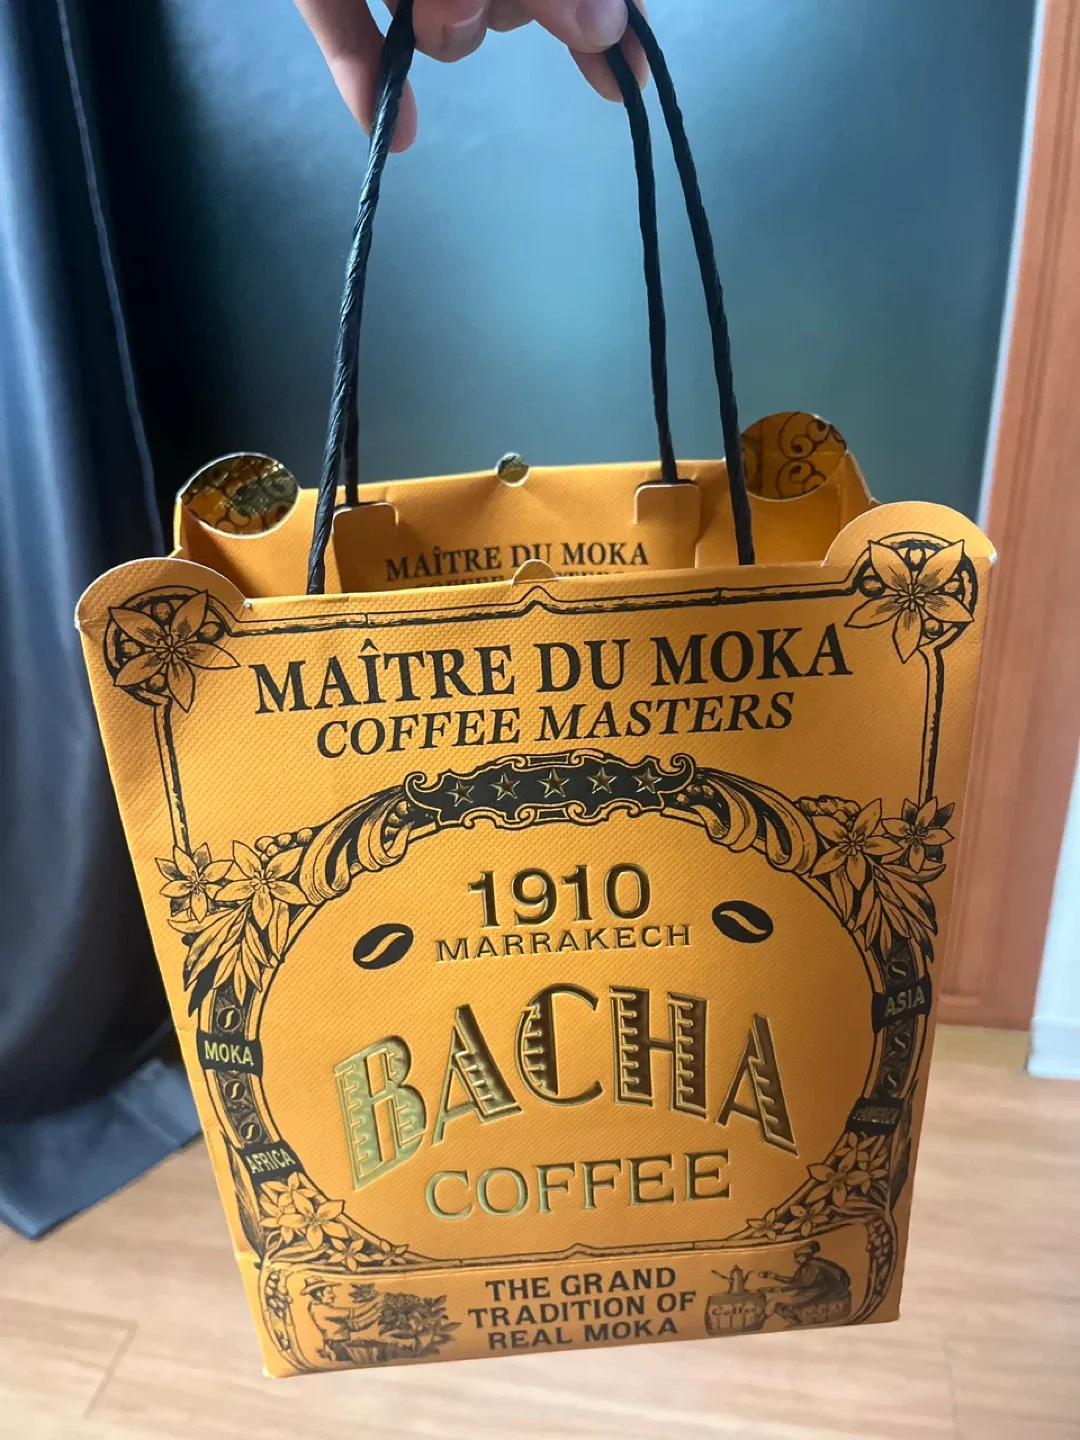 MAÎTRE DU MOKA
MAÎTRE DU MOKA
COFFEE MASTERS
1910
MARRAKECH
BACHA
COFFEE
MOKA
ASIA
AFRICA
THE GRAND
TRADITION OF
REAL MOKA
Coffee